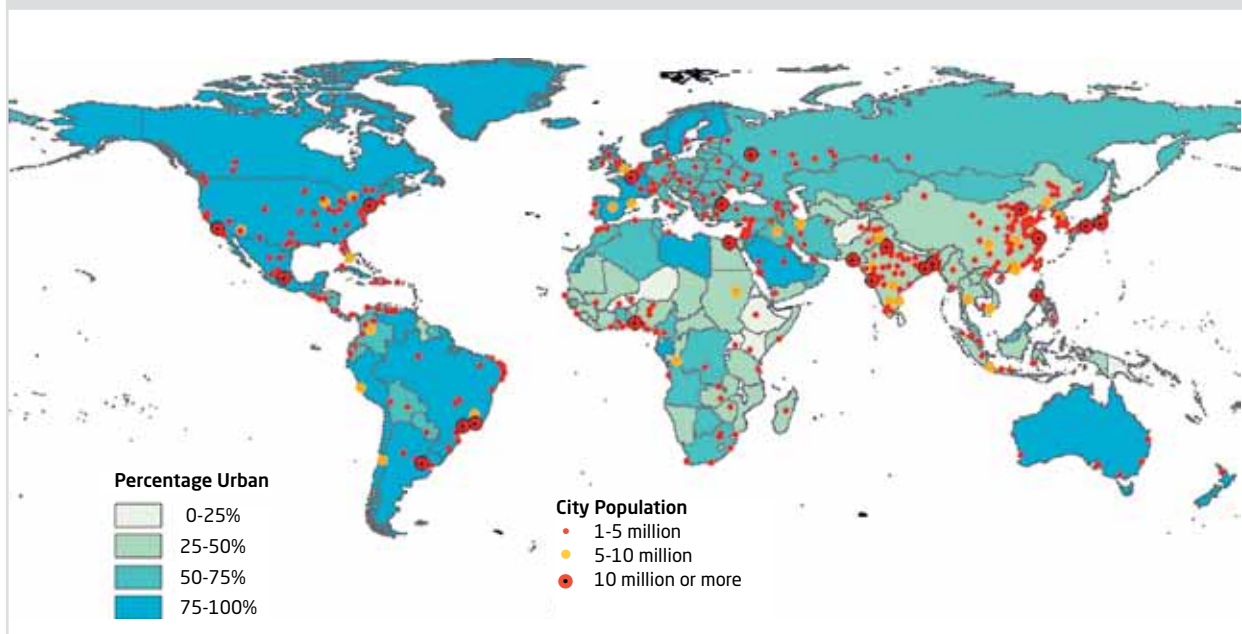 Percentage Urban
0-25%
25-50%
50-75%
75-100%
City Population
1-5 million
5-10 million
10 million or more